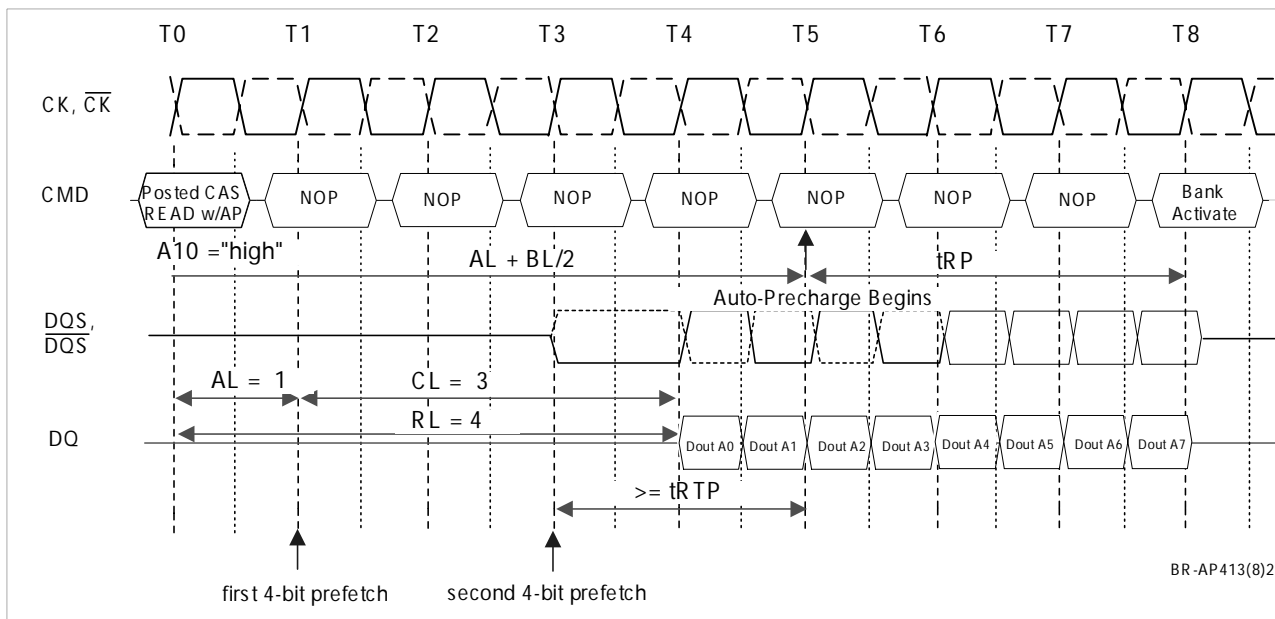 T0 T1 T2 T3 T4 T5 T6 T7 T8
CK, CK
CMD
Posted CAS
READ w/AP
NOP NOP NOP NOP NOP NOP NOP
Bank
Activate
A10 ="high"
AL + BL/2
tRP
Auto-Precharge Begins
DQS,
DQS
AL = 1
CL = 3
RL = 4
DQ
Dout A0 Dout A1 Dout A2 Dout A3 Dout A4 Dout A5 Dout A6 Dout A7
>= tRTP
first 4-bit prefetch
second 4-bit prefetch
BR-AP413(8)2